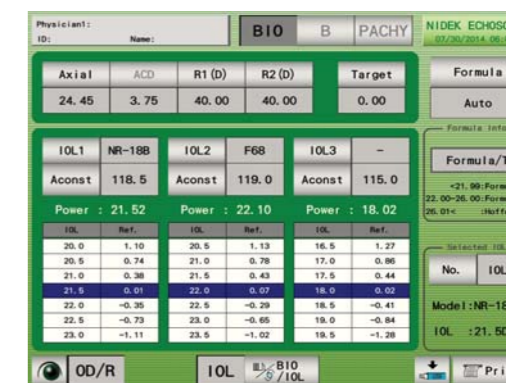 Physician1:
ID: Name:
BIO B PACHY
NIDEK ECHOSC
07/30/2014 06:
Axial ACD R1 (D) R2 (D) Target
24.45 3.75 40.00 40.00 0.00
Formula
Auto
Formula Info
Formula/T
<21.99:Form
22.00-26.00:Form
26.01< :Hoff
IOL1 NR-18B IOL2 F68 IOL3 -
Aconst 118.5 Aconst 119.0 Aconst 115.0
Power : 21.52 Power : 22.10 Power : 18.02
IOL Ref. IOL Ref. IOL Ref.
20.0 1.10 20.5 1.13 16.5 1.27
20.5 0.74 21.0 0.78 17.0 0.86
21.0 0.38 21.5 0.43 17.5 0.44
21.5 0.01 22.0 0.07 18.0 0.02
22.0 -0.35 22.5 -0.29 18.5 -0.41
22.5 -0.73 23.0 -0.65 19.0 -0.84
23.0 -1.11 23.5 -1.02 19.5 -1.28
Selected IOL
No. IOL
Model:NR-18
IOL :21.5D
OD/R IOL BIO/IOL
Pri